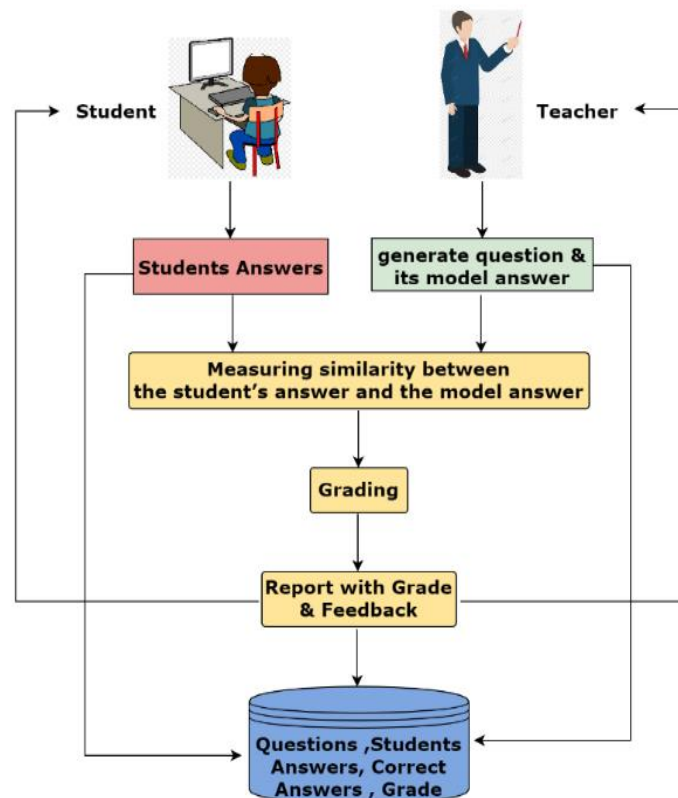 Student
Teacher
Students Answers
generate question &
its model answer
Measuring similarity between
the student's answer and the model answer
Grading
Report with Grade
& Feedback
Questions ,Students
Answers, Correct
Answers , Grade